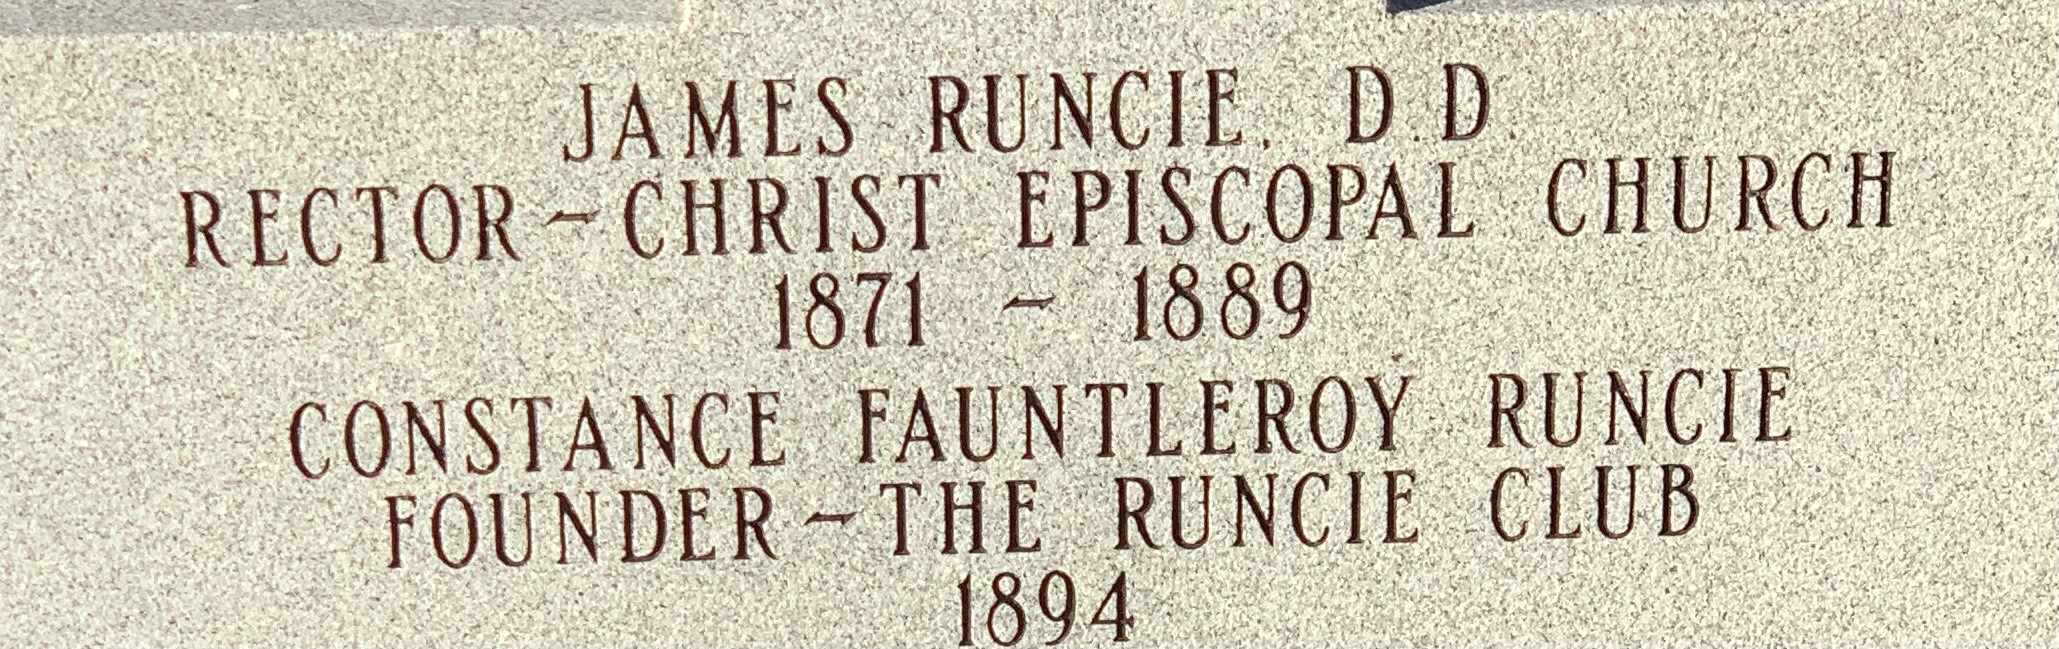 JAMES RUNCIE, D.D.
RECTOR-CHRIST EPISCOPAL CHURCH
1871 - 1889
CONSTANCE FAUNTLEROY RUNCIE
FOUNDER-THE RUNCIE CLUB
1894